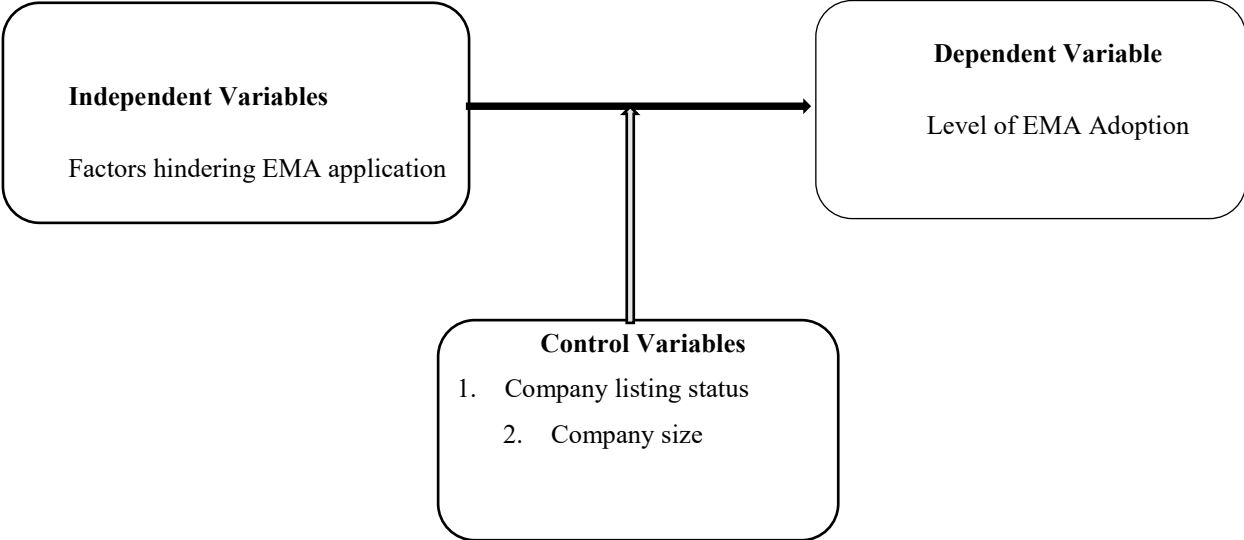 Independent Variables
Factors hindering EMA application
Dependent Variable
Level of EMA Adoption
Control Variables
1. Company listing status
2. Company size